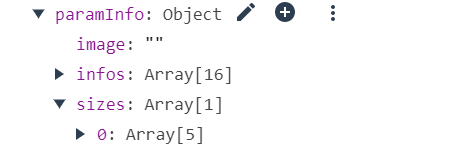 paramInfo: Object
image: ""
infos: Array[16]
sizes: Array[1]
0: Array[5]